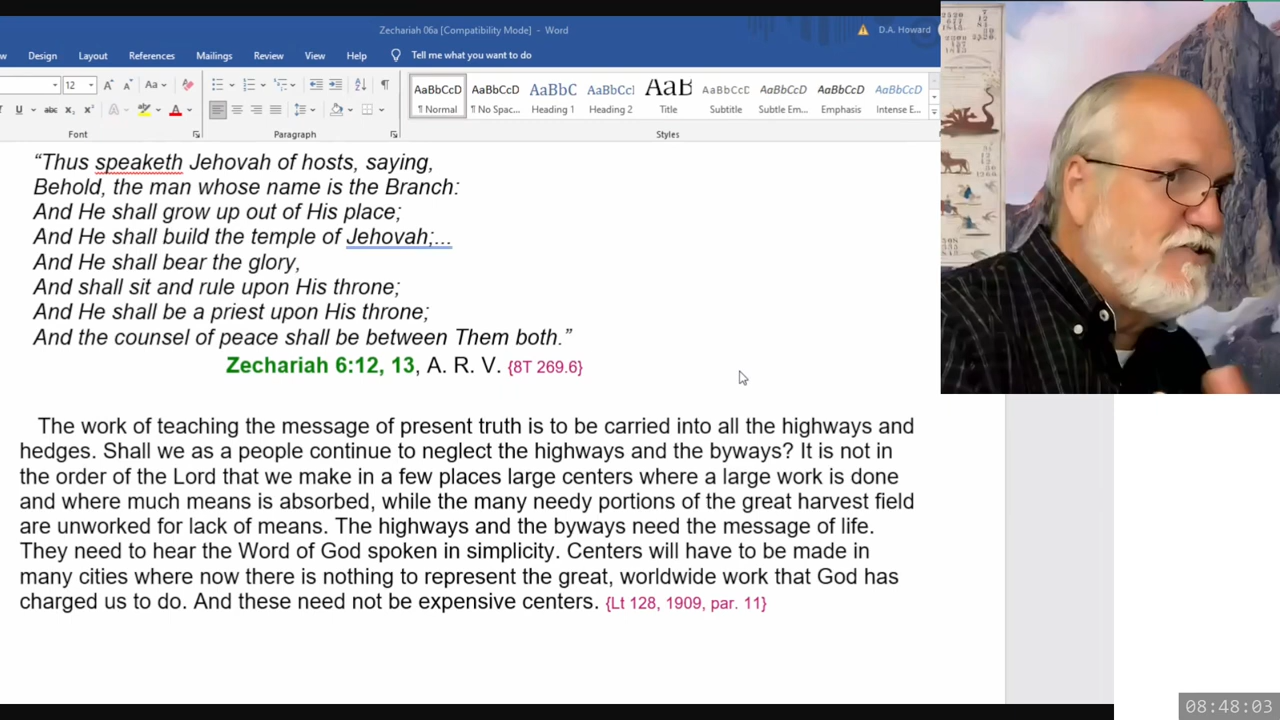 Zechariah 06a [Compatibility Mode] - Word
D.A. Howard
w Design Layout References Mailings Review View Help Tell me what you want to do
12 Aa
U abc x₂ x² A
AaBbCcD AaBbCcD AaBbC AaBbCcl AaB AaBbCcC AaBbCcD AaBbCcD AaBbCcD
¶ Normal ¶ No Spac... Heading 1 Heading 2 Title Subtitle Subtle Em... Emphasis Intense E...
Font Paragraph Styles
“Thus speaketh Jehovah of hosts, saying,
Behold, the man whose name is the Branch:
And He shall grow up out of His place;
And He shall build the temple of Jehovah;...
And He shall bear the glory,
And shall sit and rule upon His throne;
And He shall be a priest upon His throne;
And the counsel of peace shall be between Them both.”
Zechariah 6:12, 13, A. R. V. {8T 269.6}
The work of teaching the message of present truth is to be carried into all the highways and
hedges. Shall we as a people continue to neglect the highways and the byways? It is not in
the order of the Lord that we make in a few places large centers where a large work is done
and where much means is absorbed, while the many needy portions of the great harvest field
are unworked for lack of means. The highways and the byways need the message of life.
They need to hear the Word of God spoken in simplicity. Centers will have to be made in
many cities where now there is nothing to represent the great, worldwide work that God has
charged us to do. And these need not be expensive centers. {Lt 128, 1909, par. 11}
08:48:03